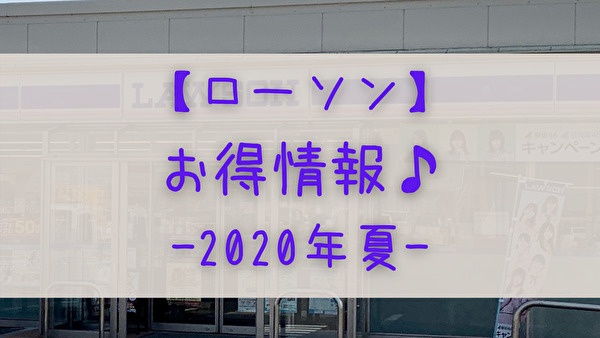 【ローソン】
お得情報♪
-2020年夏-
LAWSON
キャンペーン